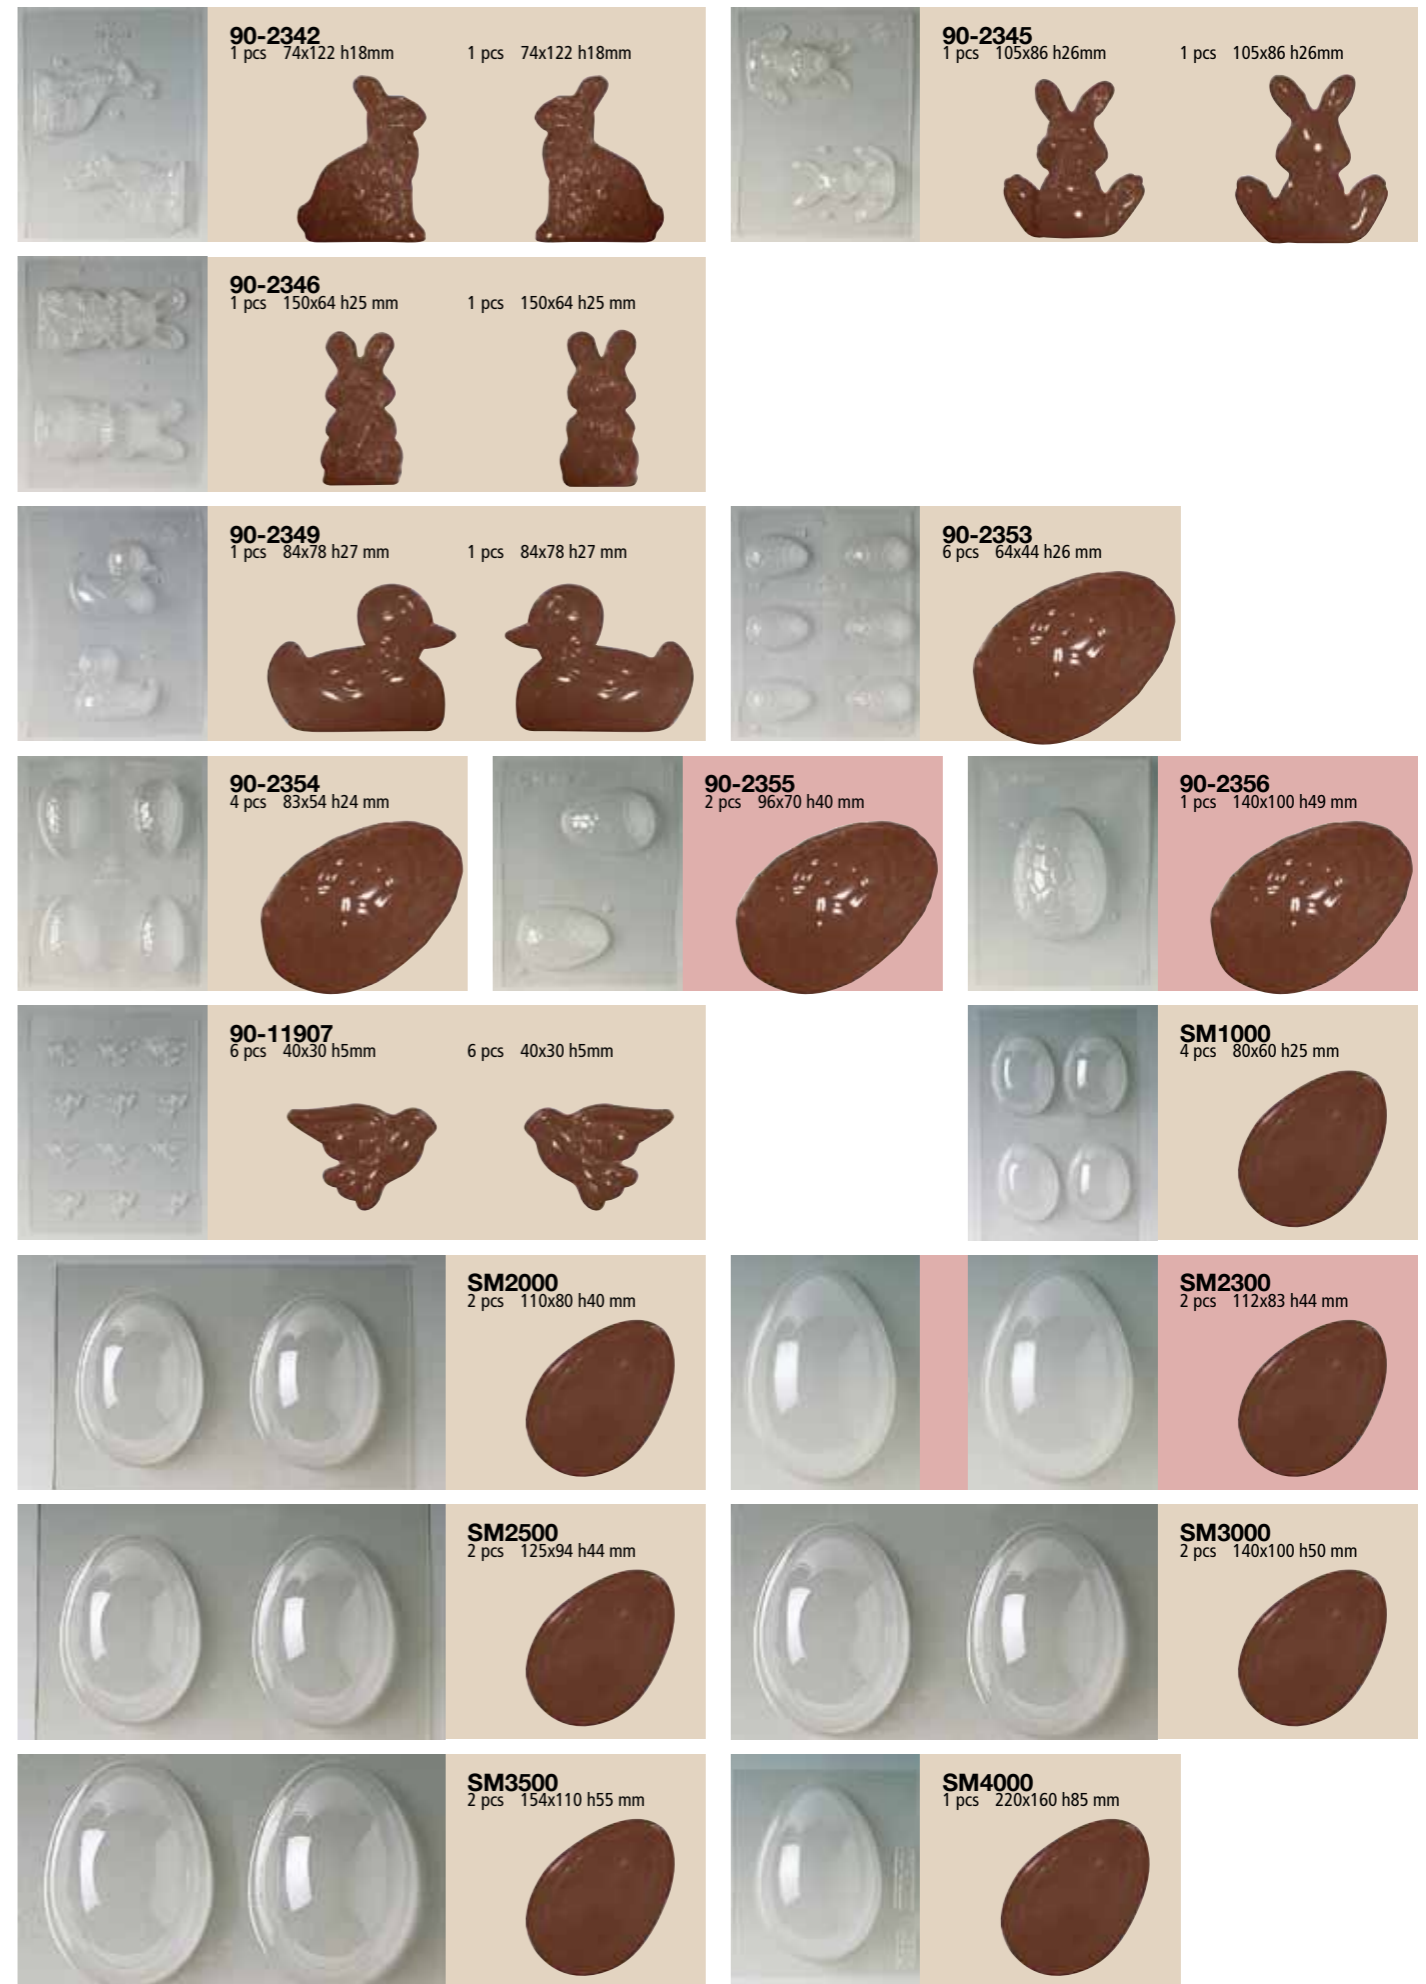 90-2342
1 pcs 74x122 h18mm 1 pcs 74x122 h18mm
90-2345
1 pcs 105x86 h26mm 1 pcs 105x86 h26mm
90-2346
1 pcs 150x64 h25 mm 1 pcs 150x64 h25 mm
90-2349
1 pcs 84x78 h27 mm 1 pcs 84x78 h27 mm
90-2353
6 pcs 64x44 h26 mm
90-2354
4 pcs 83x54 h24 mm
90-2355
2 pcs 96x70 h40 mm
90-2356
1 pcs 140x100 h49 mm
90-11907
6 pcs 40x30 h5mm 6 pcs 40x30 h5mm
SM1000
4 pcs 80x60 h25 mm
SM2000
2 pcs 110x80 h40 mm
SM2300
2 pcs 112x83 h44 mm
SM2500
2 pcs 125x94 h44 mm
SM3000
2 pcs 140x100 h50 mm
SM3500
2 pcs 154x110 h55 mm
SM4000
1 pcs 220x160 h85 mm